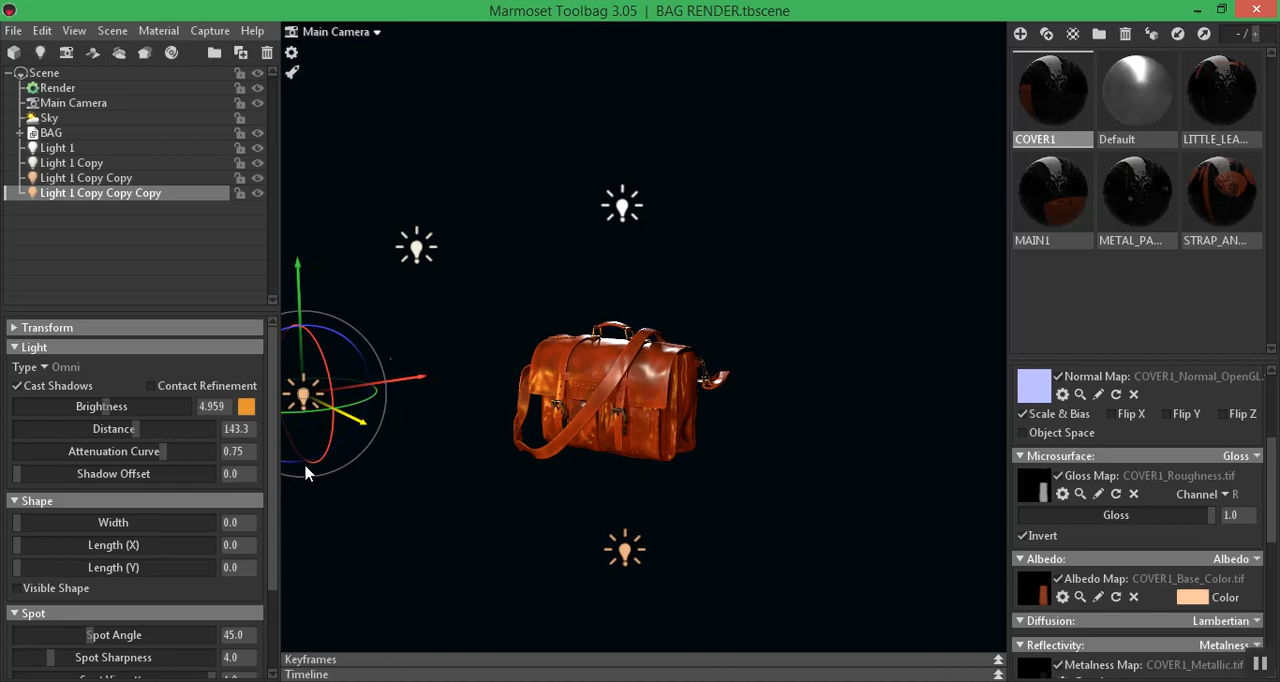 Marmoset Toolbag 3.05 | BAG RENDER.tbscene
File Edit View Scene Material Capture Help
Main Camera
- / +
Scene
Render
Main Camera
Sky
BAG
Light 1
Light 1 Copy
Light 1 Copy Copy
Light 1 Copy Copy Copy
COVER1 Default LITTLE_LEA...
MAIN1 METAL_PA... STRAP_AN...
Transform
Light
Type Omni
Cast Shadows Contact Refinement
Brightness 4.959
Distance 143.3
Attenuation Curve 0.75
Shadow Offset 0.0
Shape
Width 0.0
Length (X) 0.0
Length (Y) 0.0
Visible Shape
Spot
Spot Angle 45.0
Spot Sharpness 4.0
Normal Map: COVER1_Normal_OpenGL.
Scale & Bias Flip X Flip Y Flip Z
Object Space
Microsurface: Gloss
Gloss Map: COVER1_Roughness.tif
Channel R
Gloss 1.0
Invert
Albedo: Albedo
Albedo Map: COVER1_Base_Color.tif
Color
Diffusion: Lambertian
Reflectivity: Metalness
Metalness Map: COVER1_Metallic.tif
Keyframes
Timeline